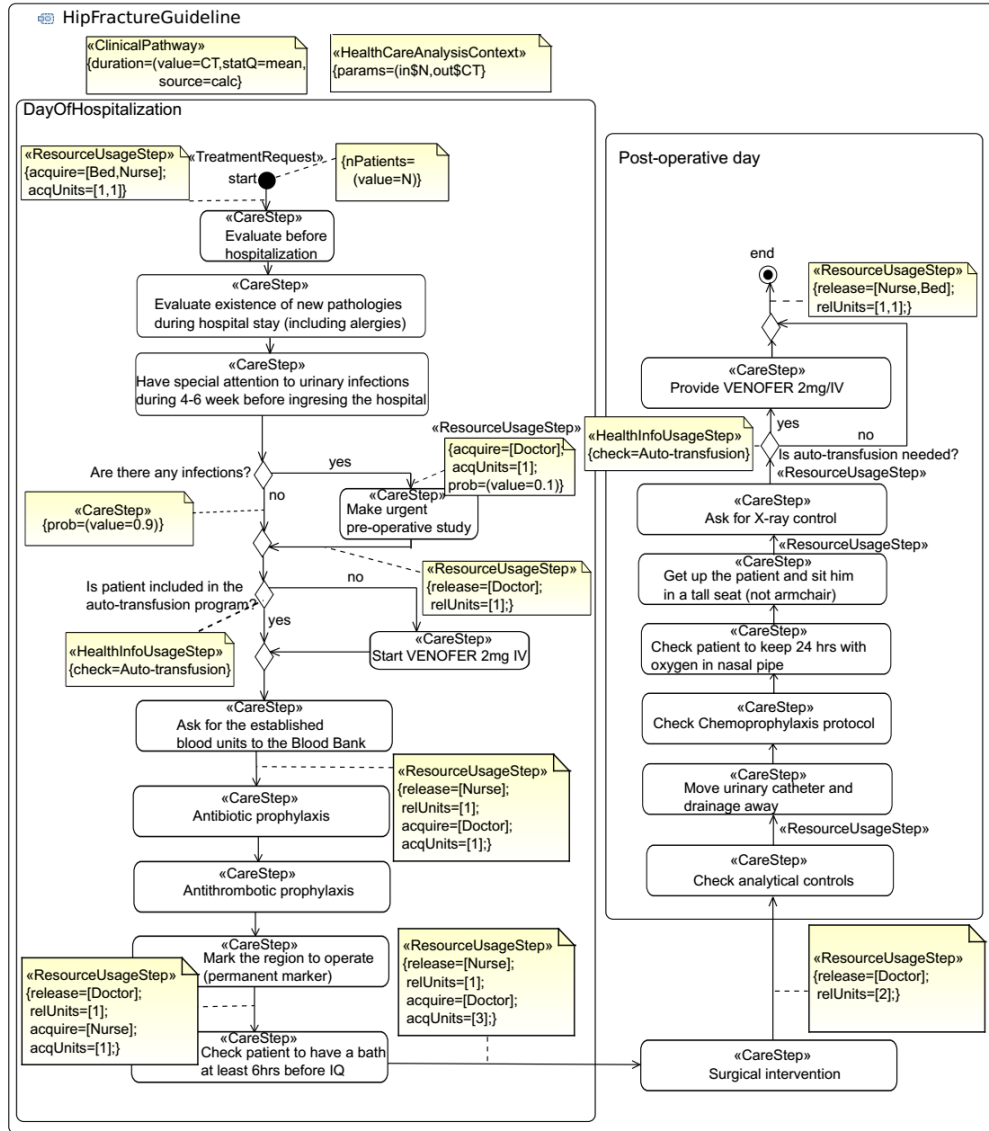 HipFractureGuideline
«ClinicalPathway»
{duration=(value=CT,statQ=mean,
source=calc}
«HealthCareAnalysisContext»
{params=(in$N,out$CT}
DayOfHospitalization
«ResourceUsageStep»
{acquire=[Bed,Nurse];
acqUnits=[1,1]}
«TreatmentRequest»
start
{nPatients=
(value=N)}
«CareStep»
Evaluate before
hospitalization
«CareStep»
Evaluate existence of new pathologies
during hospital stay (including alergies)
«CareStep»
Have special attention to urinary infections
during 4-6 week before ingresing the hospital
«ResourceUsageStep»
{acquire=[Doctor];
acqUnits=[1];
prob=(value=0.1)}
Are there any infections?
yes
no
«CareStep»
Make urgent
pre-operative study
«CareStep»
{prob=(value=0.9)}
«ResourceUsageStep»
{release=[Doctor];
relUnits=[1];}
Is patient included in the
auto-transfusion program?
no
yes
«HealthInfoUsageStep»
{check=Auto-transfusion}
«CareStep»
Start VENOFER 2mg IV
«CareStep»
Ask for the established
blood units to the Blood Bank
«ResourceUsageStep»
{release=[Nurse];
relUnits=[1];
acquire=[Doctor];
acqUnits=[1];}
«CareStep»
Antibiotic prophylaxis
«CareStep»
Antithrombotic prophylaxis
«CareStep»
Mark the region to operate
(permanent marker)
«ResourceUsageStep»
{release=[Doctor];
relUnits=[1];
acquire=[Nurse];
acqUnits=[1];}
«ResourceUsageStep»
{release=[Nurse];
relUnits=[1];
acquire=[Doctor];
acqUnits=[3];}
«CareStep»
Check patient to have a bath
at least 6hrs before IQ
«CareStep»
Surgical intervention
«ResourceUsageStep»
{release=[Doctor];
relUnits=[2];}
Post-operative day
end
«ResourceUsageStep»
{release=[Nurse,Bed];
relUnits=[1,1];}
«CareStep»
Provide VENOFER 2mg/IV
yes
no
«HealthInfoUsageStep»
{check=Auto-transfusion}
Is auto-transfusion needed?
«ResourceUsageStep»
«CareStep»
Ask for X-ray control
«ResourceUsageStep»
«CareStep»
Get up the patient and sit him
in a tall seat (not armchair)
«CareStep»
Check patient to keep 24 hrs with
oxygen in nasal pipe
«CareStep»
Check Chemoprophylaxis protocol
«CareStep»
Move urinary catheter and
drainage away
«ResourceUsageStep»
«CareStep»
Check analytical controls